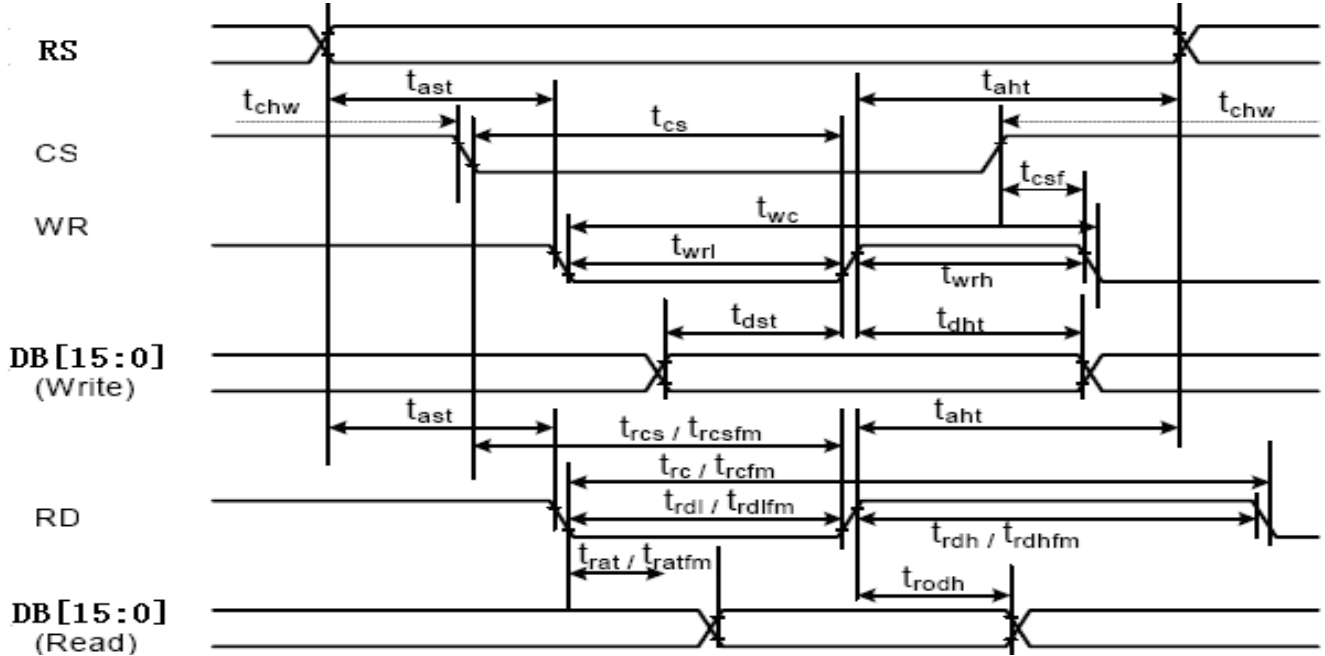 RS
t_ast
t_aht
t_chw
t_chw
t_cs
CS
t_csf
t_wc
WR
t_wrl
t_wrh
t_dst
t_dht
DB[15:0]
(Write)
t_ast
t_aht
t_rcs / t_rcsfm
t_rc / t_rcfm
t_rdl / t_rdlfm
RD
t_rdh / t_rdhfm
t_rat / t_ratfm
t_rodh
DB[15:0]
(Read)